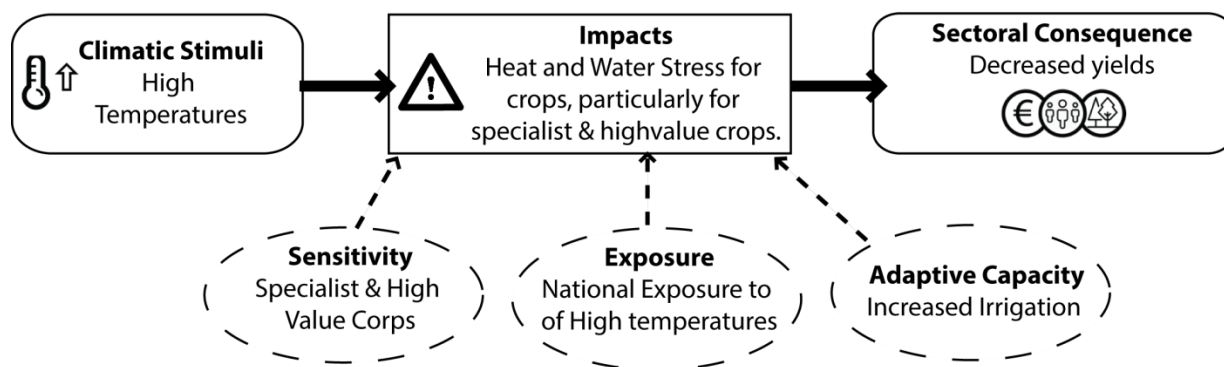 Climatic Stimuli
High
Temperatures
Impacts
Heat and Water Stress for
crops, particularly for
specialist & highvalue crops.
Sectoral Consequence
Decreased yields
€
Sensitivity
Specialist & High
Value Corps
Exposure
National Exposure to
of High temperatures
Adaptive Capacity
Increased Irrigation